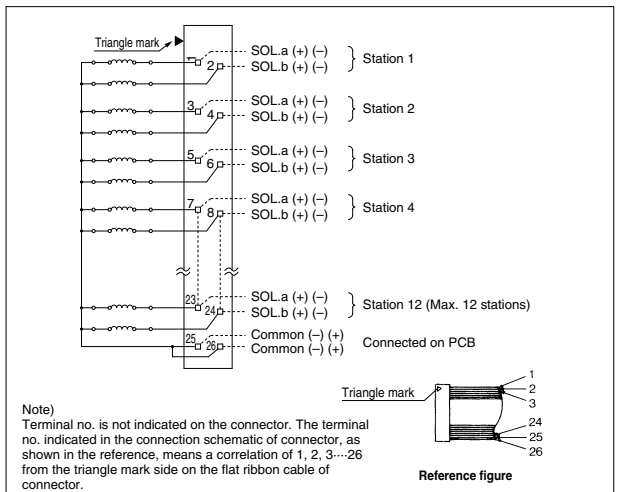 Triangle mark
1
2
SOL.a (+) (–)
SOL.b (+) (–)
Station 1
3
4
SOL.a (+) (–)
SOL.b (+) (–)
Station 2
5
6
SOL.a (+) (–)
SOL.b (+) (–)
Station 3
7
8
SOL.a (+) (–)
SOL.b (+) (–)
Station 4
23
24
SOL.a (+) (–)
SOL.b (+) (–)
Station 12 (Max. 12 stations)
25
26
Common (–) (+)
Common (–) (+)
Connected on PCB
Note)
Terminal no. is not indicated on the connector. The terminal
no. indicated in the connection schematic of connector, as
shown in the reference, means a correlation of 1, 2, 3····26
from the triangle mark side on the flat ribbon cable of
connector.
Triangle mark
1
2
3
24
25
26
Reference figure